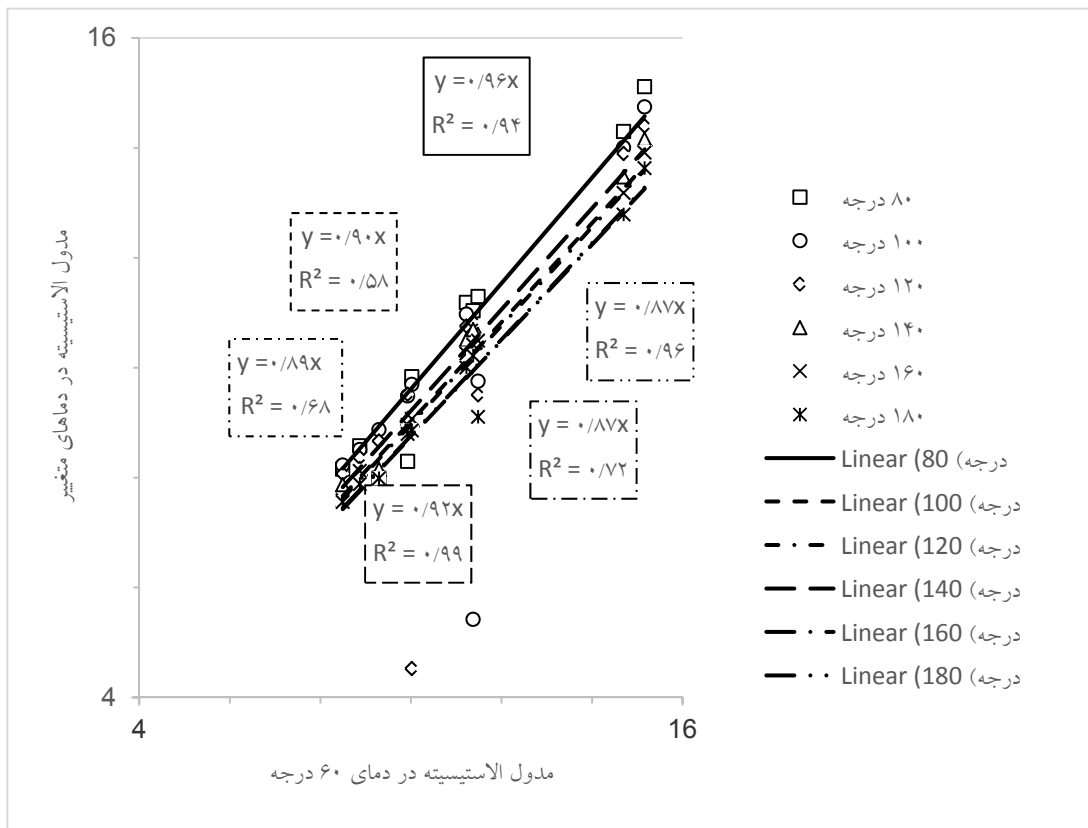 16
y =۰/۹۶x
R² = ۰/۹۴
y =۰/۹۰x
R² = ۰/۵۸
y =۰/۸۹x
R² = ۰/۶۸
y =۰/۸۷x
R² = ۰/۹۶
y =۰/۸۷x
R² = ۰/۷۲
y =۰/۹۲x
R² = ۰/۹۹
مدول الاستیسیته در دماهای متغییر
4
4
16
مدول الاستیسیته در دمای ۶۰ درجه
۸۰ درجه
۱۰۰ درجه
۱۲۰ درجه
۱۴۰ درجه
۱۶۰ درجه
۱۸۰ درجه
Linear (80 درجه)
Linear (100 درجه)
Linear (120 درجه)
Linear (140 درجه)
Linear (160 درجه)
Linear (180 درجه)